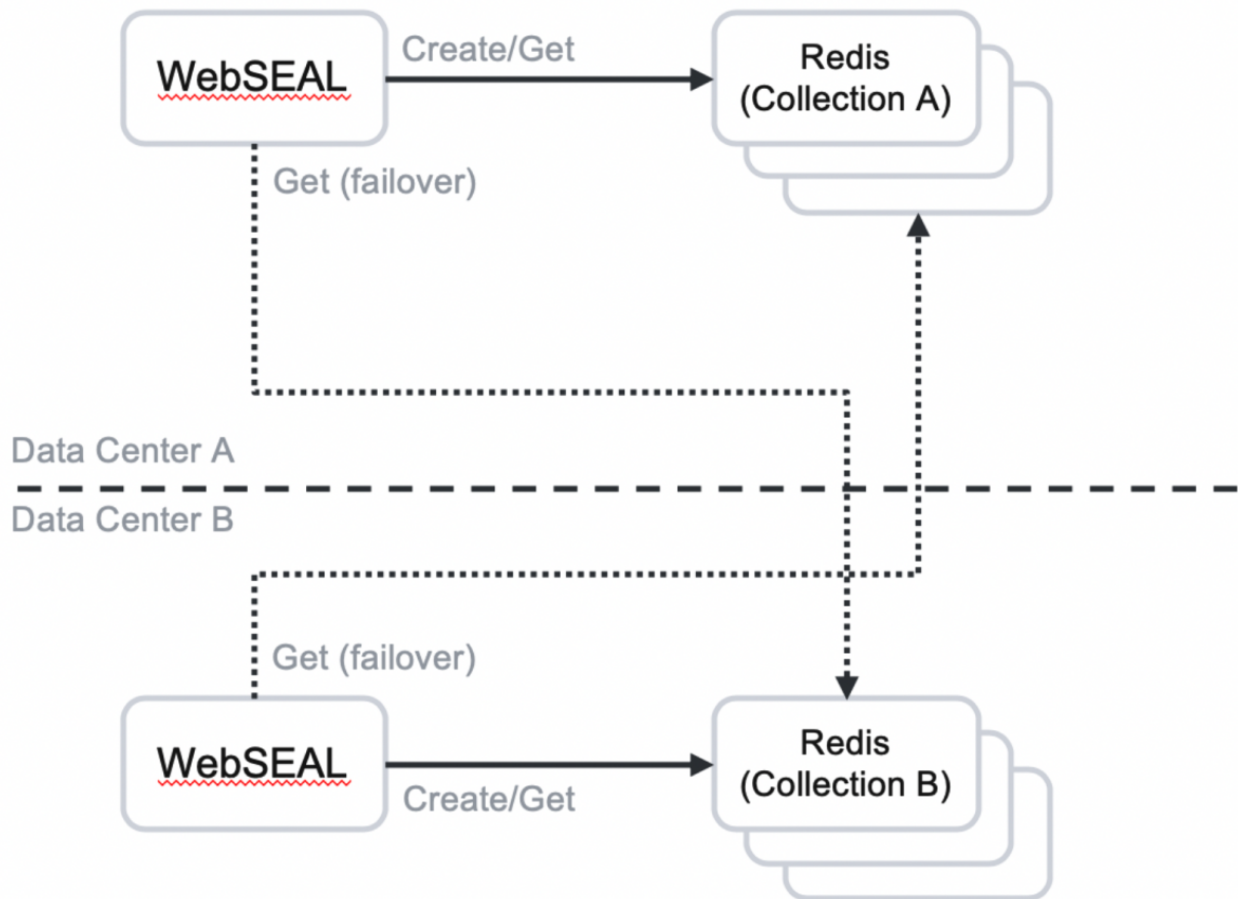 WebSEAL
Create/Get
Redis
(Collection A)
Get (failover)
Data Center A
Data Center B
Get (failover)
WebSEAL
Create/Get
Redis
(Collection B)